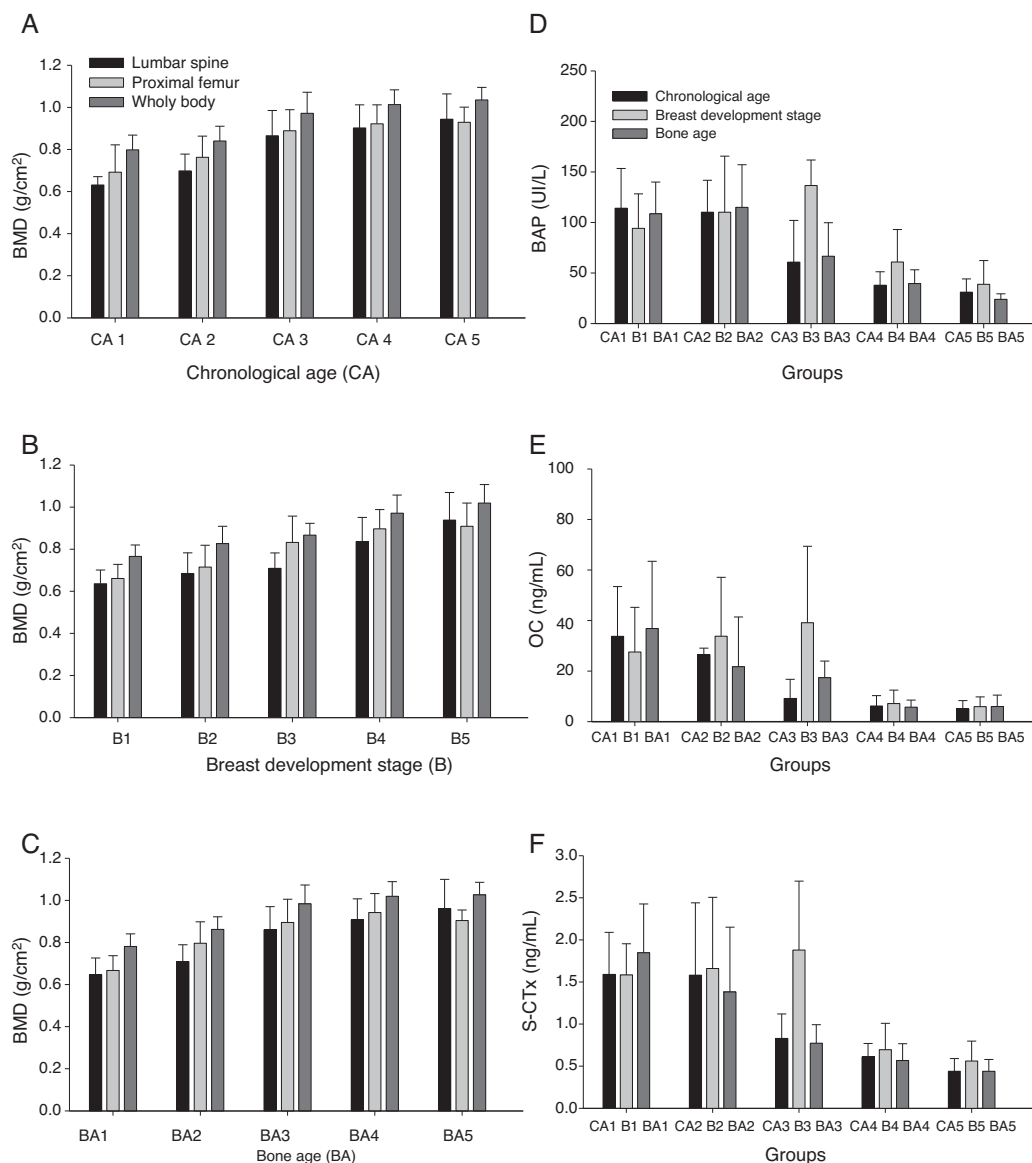 A
1.2
1.0
0.8
0.6
0.4
0.2
0.0
BMD (g/cm²)
Lumbar spine
Proximal femur
Wholy body
CA 1 CA 2 CA 3 CA 4 CA 5
Chronological age (CA)
B
1.2
1.0
0.8
0.6
0.4
0.2
0.0
BMD (g/cm²)
B1 B2 B3 B4 B5
Breast development stage (B)
C
1.2
1.0
0.8
0.6
0.4
0.2
0.0
BMD (g/cm²)
BA1 BA2 BA3 BA4 BA5
Bone age (BA)
D
250
200
150
100
50
0
BAP (UI/L)
Chronological age
Breast development stage
Bone age
CA1 B1 BA1 CA2 B2 BA2 CA3 B3 BA3 CA4 B4 BA4 CA5 B5 BA5
Groups
E
100
80
60
40
20
0
OC (ng/mL)
CA1 B1 BA1 CA2 B2 BA2 CA3 B3 BA3 CA4 B4 BA4 CA5 B5 BA5
Groups
F
3.0
2.5
2.0
1.5
1.0
0.5
0.0
S-CTx (ng/mL)
CA1 B1 BA1 CA2 B2 BA2 CA3 B3 BA3 CA4 B4 BA4 CA5 B5 BA5
Groups